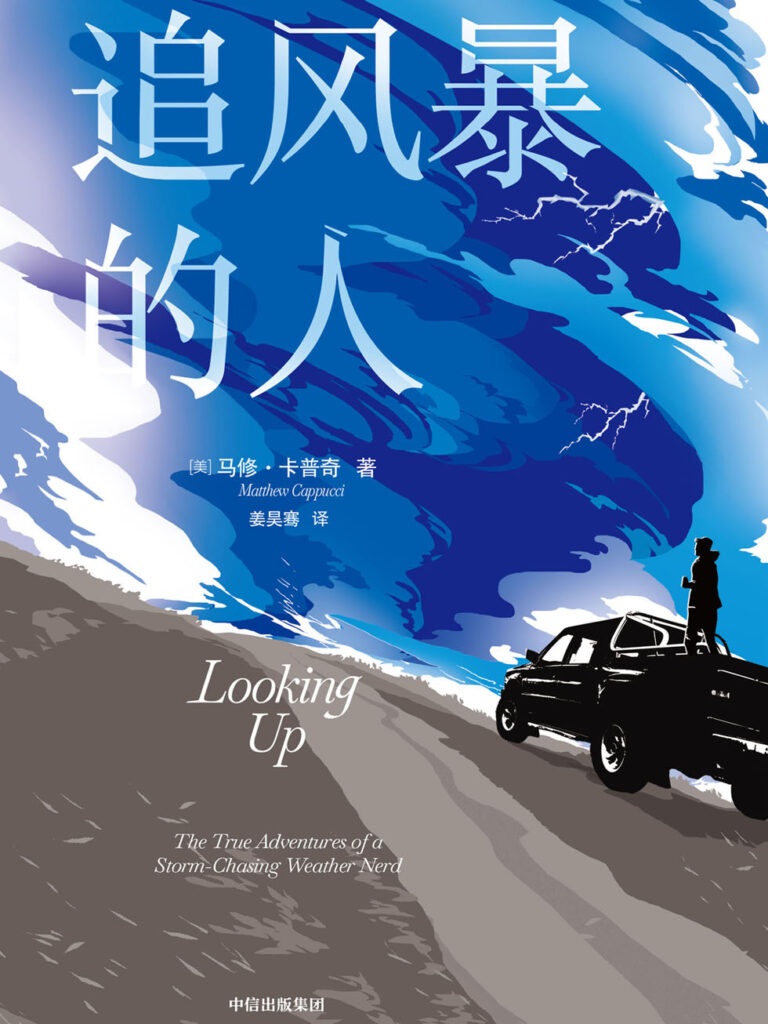 追风暴
的人
[美] 马修·卡普奇 著
Matthew Cappucci
姜昊骞 译
Looking
Up
The True Adventures of a
Storm-Chasing Weather Nerd
中信出版集团